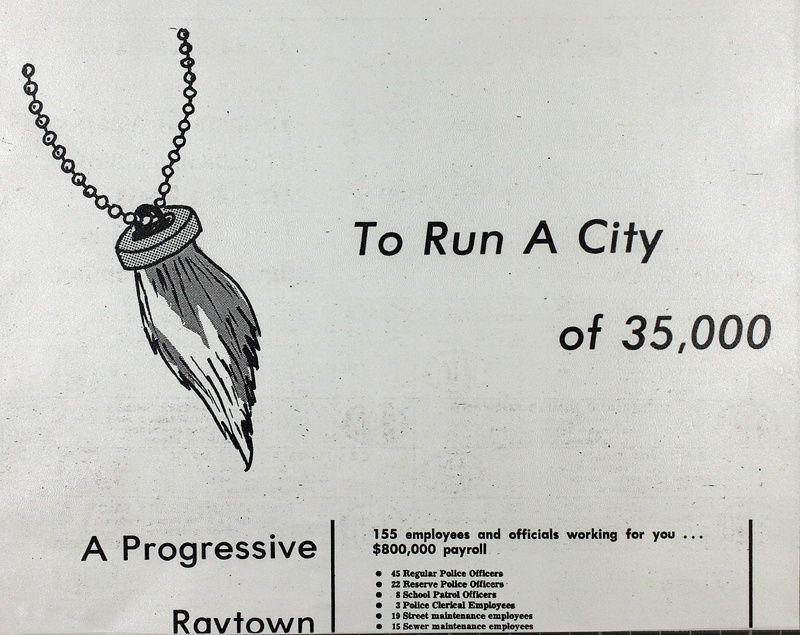 To Run A City
of 35,000
A Progressive
Raytown
155 employees and officials working for you ...
$800,000 payroll
• 45 Regular Police Officers
• 22 Reserve Police Officers
• 8 School Patrol Officers
• 3 Police Clerical Employees
• 19 Street maintenance employees
• 15 Sewer maintenance employees